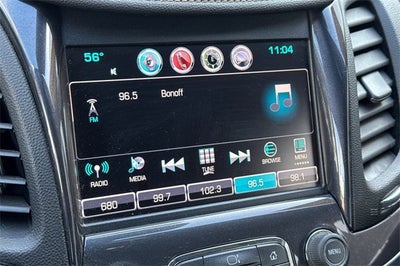 56° 11:04
96.5 Bonoff
FM
RADIO MEDIA TUNE BROWSE MENU
680 99.7 102.3 96.5 98.1
MENU